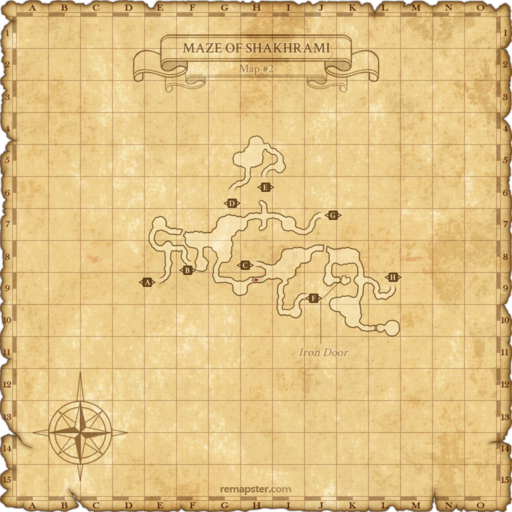 A B C D E F G H I J K L M N O
1 1
2 2
3 3
4 4
5 5
6 6
7 7
8 8
9 9
10 10
11 11
12 12
13 13
14 14
15 15
MAZE OF SHAKHRAMI
Map #2
E
D
G
C
B
A
H
F
Iron Door
remapster.com
A B C D E F G H I J K L M N O